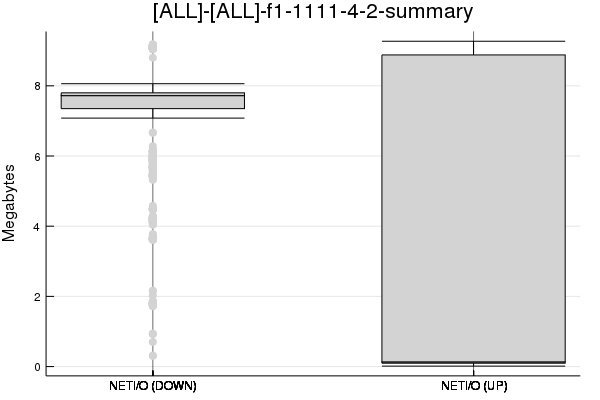 [ALL]-[ALL]-f1-1111-4-2-summary
Megabytes
8
6
4
2
0
NETI/O (DOWN)
NETI/O (UP)